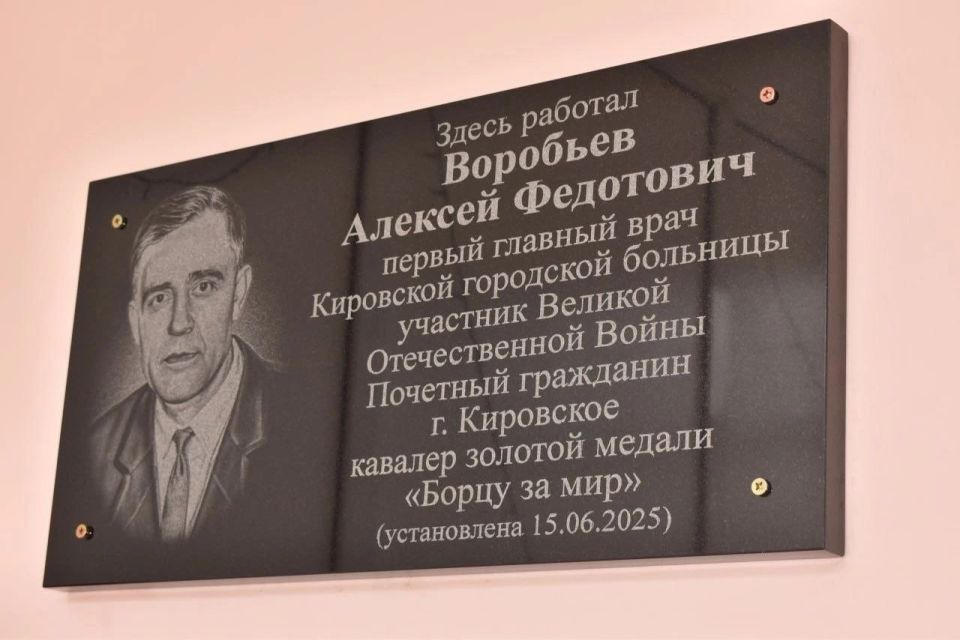 Здесь работал
Воробьев
Алексей Федотович
первый главный врач
Кировской городской больницы
участник Великой
Отечественной Войны
Почетный гражданин
г. Кировское
кавалер золотой медали
«Борцу за мир»
(установлена 15.06.2025)